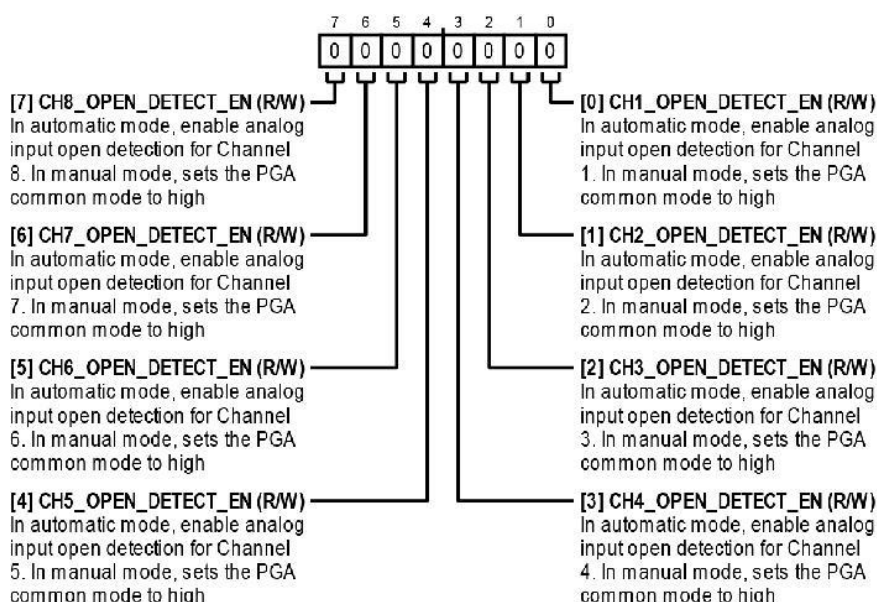 7 6 5 4 3 2 1 0
0 0 0 0 0 0 0 0
[7] CH8_OPEN_DETECT_EN (R/W)
In automatic mode, enable analog
input open detection for Channel
8. In manual mode, sets the PGA
common mode to high
[6] CH7_OPEN_DETECT_EN (R/W)
In automatic mode, enable analog
input open detection for Channel
7. In manual mode, sets the PGA
common mode to high
[5] CH6_OPEN_DETECT_EN (R/W)
In automatic mode, enable analog
input open detection for Channel
6. In manual mode, sets the PGA
common mode to high
[4] CH5_OPEN_DETECT_EN (R/W)
In automatic mode, enable analog
input open detection for Channel
5. In manual mode, sets the PGA
common mode to high
[0] CH1_OPEN_DETECT_EN (R/W)
In automatic mode, enable analog
input open detection for Channel
1. In manual mode, sets the PGA
common mode to high
[1] CH2_OPEN_DETECT_EN (R/W)
In automatic mode, enable analog
input open detection for Channel
2. In manual mode, sets the PGA
common mode to high
[2] CH3_OPEN_DETECT_EN (R/W)
In automatic mode, enable analog
input open detection for Channel
3. In manual mode, sets the PGA
common mode to high
[3] CH4_OPEN_DETECT_EN (R/W)
In automatic mode, enable analog
input open detection for Channel
4. In manual mode, sets the PGA
common mode to high